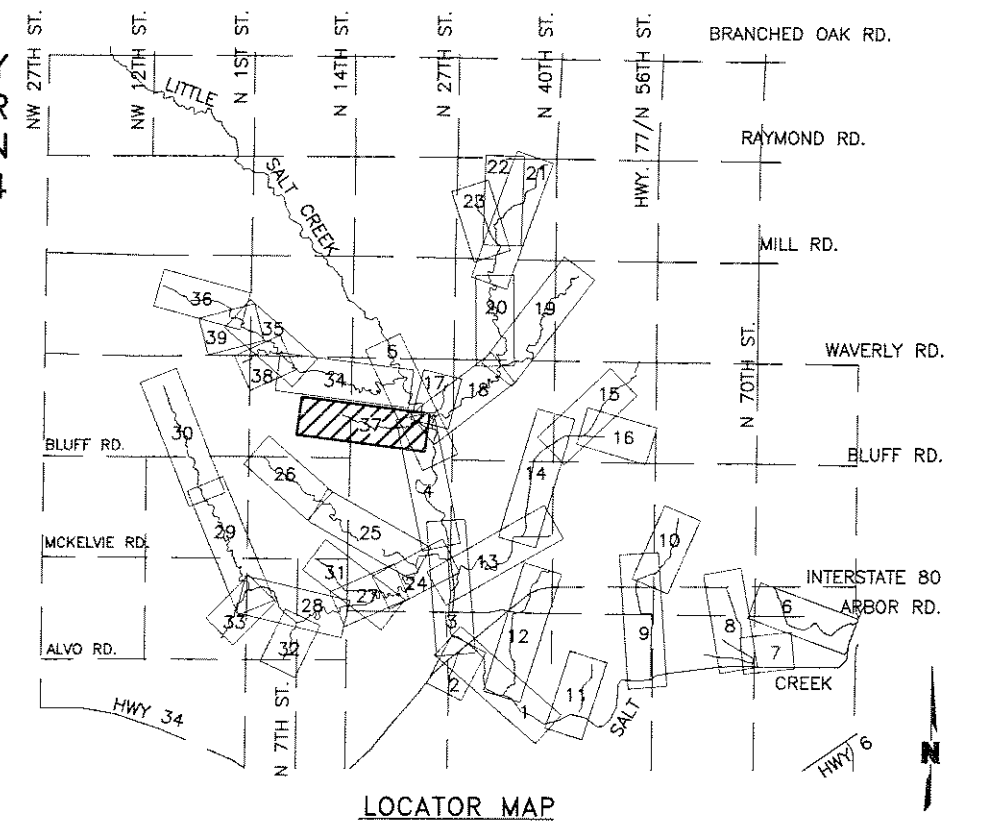 BRANCHED OAK RD.
NW 27TH ST.
NW 12TH ST.
N 1ST ST.
N 14TH ST.
N 27TH ST.
N 40TH ST.
HWY. 77/N 56TH ST.
Y
R
N
4
LITTLE
SALT CREEK
RAYMOND RD.
22
21
23
MILL RD.
36
20
19
39
35
N 70TH ST.
5
WAVERLY RD.
38
34
17
18
15
30
37
16
BLUFF RD.
BLUFF RD.
26
14
4
29
25
MCKELVIE RD.
10
31
13
24
INTERSTATE 80
28
27
6
ARBOR RD.
33
3
12
9
8
ALVO RD.
32
7
2
CREEK
11
N 7TH ST.
1
SALT
HWY 34
HWY 6
N
LOCATOR MAP